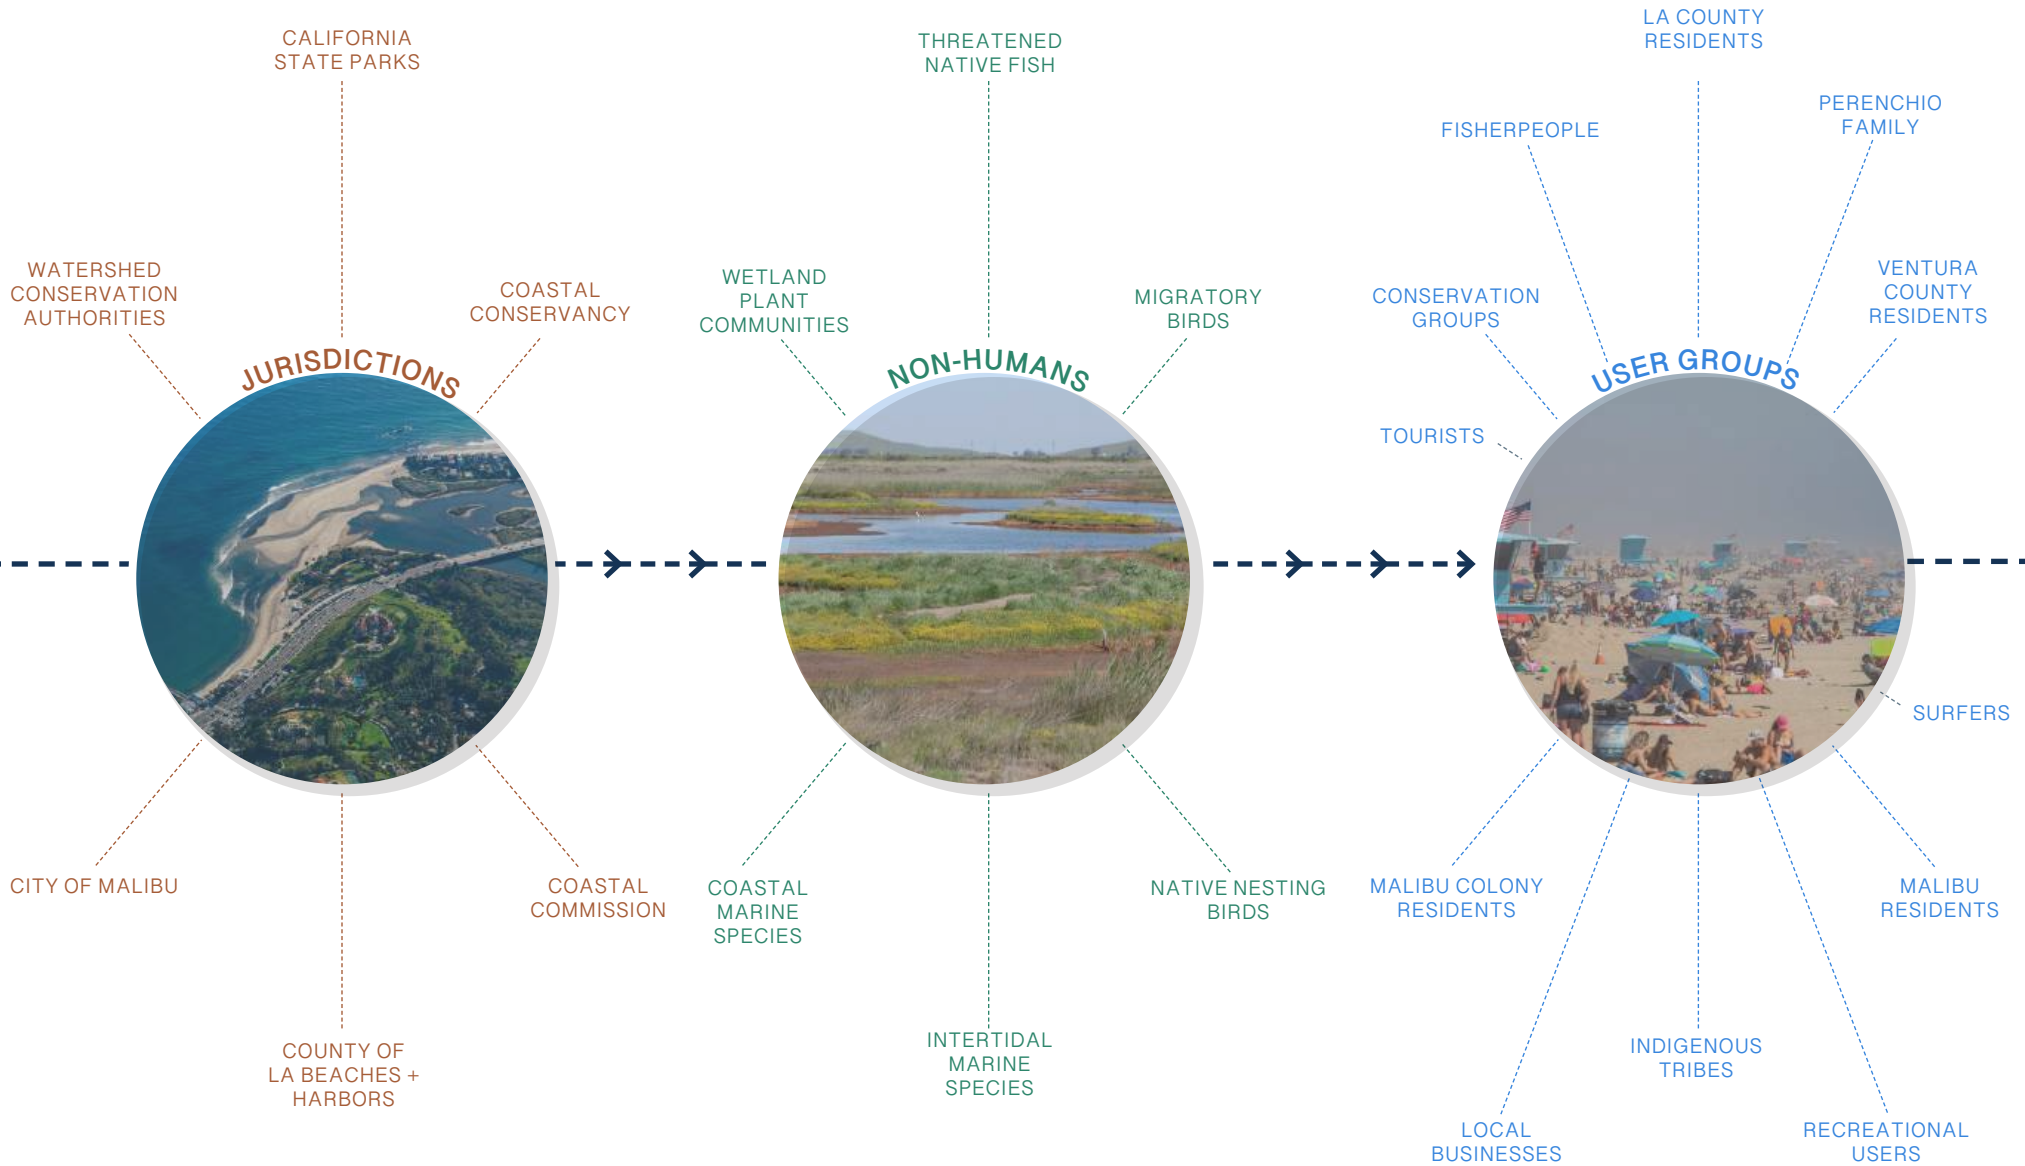 CALIFORNIA
STATE PARKS
WATERSHED
CONSERVATION
AUTHORITIES
COASTAL
CONSERVANCY
JURISDICTIONS
CITY OF MALIBU
COASTAL
COMMISSION
COUNTY OF
LA BEACHES +
HARBORS
THREATENED
NATIVE FISH
WETLAND
PLANT
COMMUNITIES
MIGRATORY
BIRDS
NON-HUMANS
COASTAL
MARINE
SPECIES
NATIVE NESTING
BIRDS
INTERTIDAL
MARINE
SPECIES
LA COUNTY
RESIDENTS
FISHERPEOPLE
PERENCHIO
FAMILY
CONSERVATION
GROUPS
VENTURA
COUNTY
RESIDENTS
USER GROUPS
TOURISTS
SURFERS
MALIBU COLONY
RESIDENTS
MALIBU
RESIDENTS
INDIGENOUS
TRIBES
LOCAL
BUSINESSES
RECREATIONAL
USERS